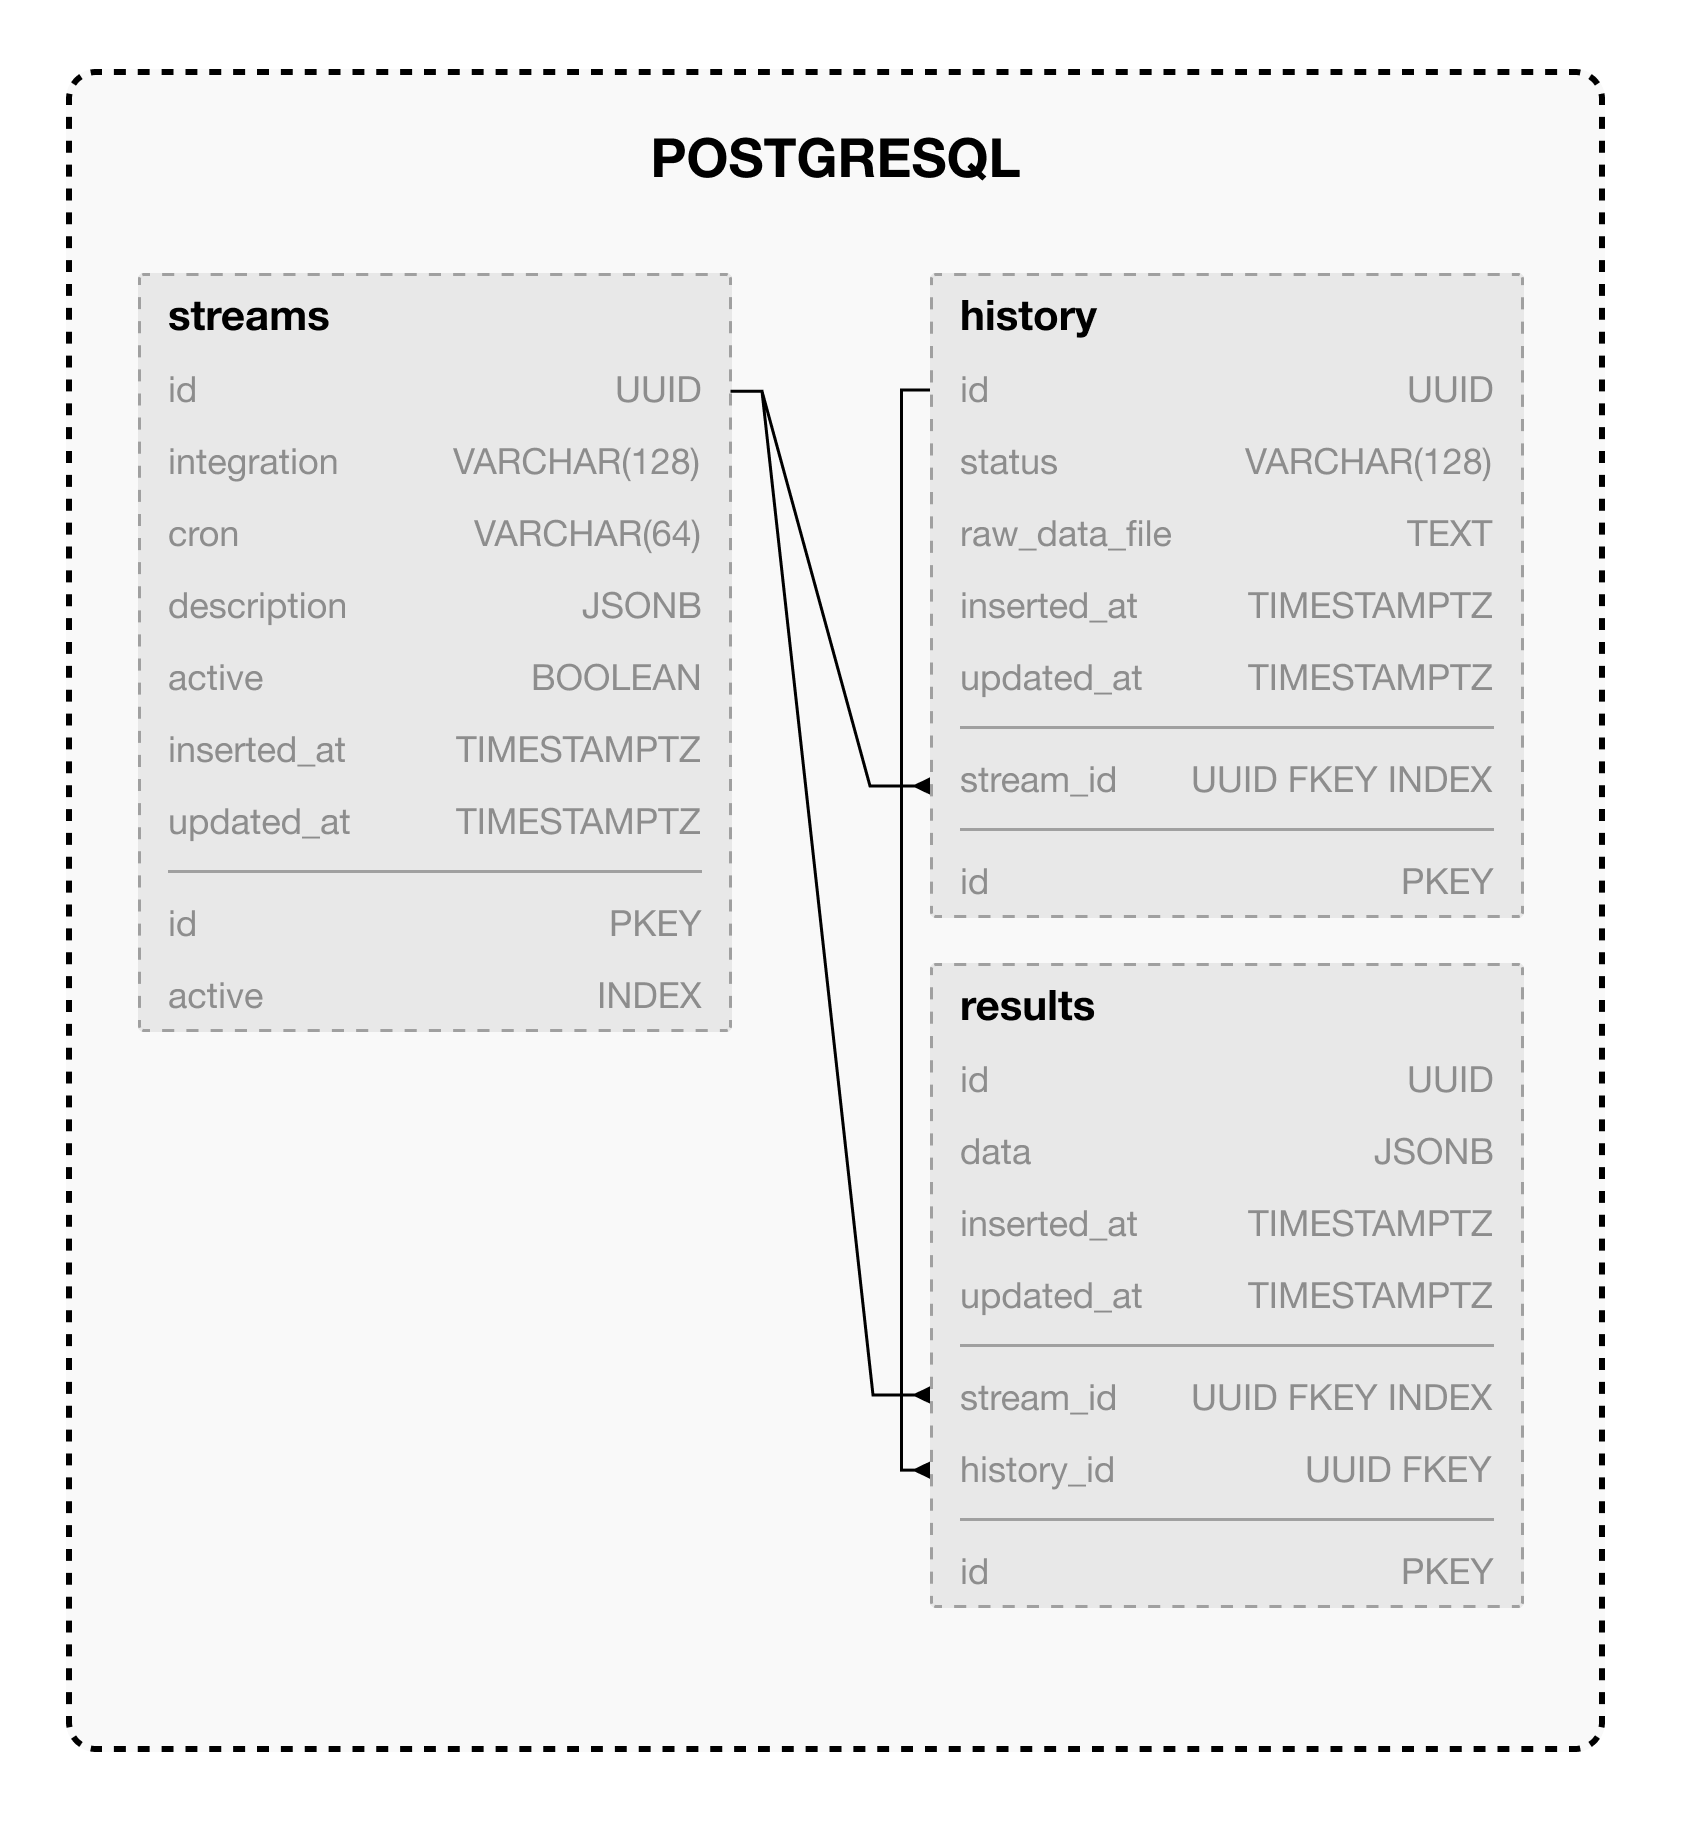 POSTGRESQL
streams
id UUID
integration VARCHAR(128)
cron VARCHAR(64)
description JSONB
active BOOLEAN
inserted_at TIMESTAMPTZ
updated_at TIMESTAMPTZ
id PKEY
active INDEX
history
id UUID
status VARCHAR(128)
raw_data_file TEXT
inserted_at TIMESTAMPTZ
updated_at TIMESTAMPTZ
stream_id UUID FKEY INDEX
id PKEY
results
id UUID
data JSONB
inserted_at TIMESTAMPTZ
updated_at TIMESTAMPTZ
stream_id UUID FKEY INDEX
history_id UUID FKEY
id PKEY